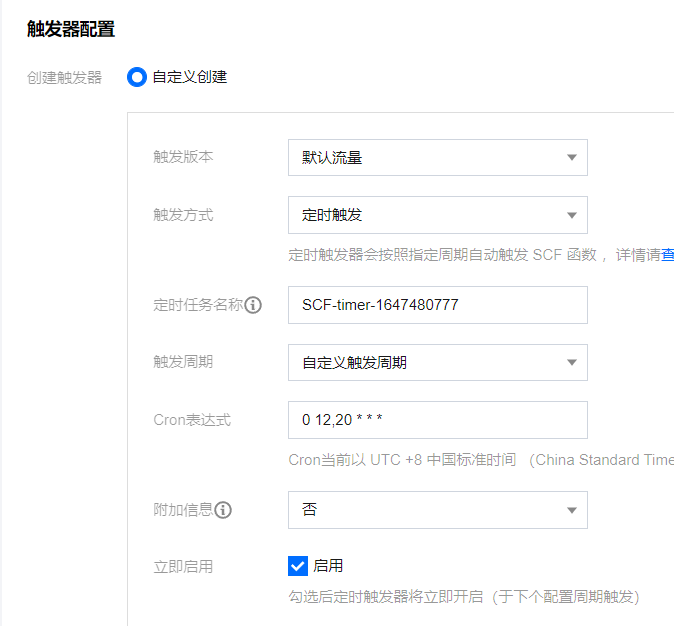 触发器配置
创建触发器 自定义创建
触发版本 默认流量
触发方式 定时触发
定时触发器会按照指定周期自动触发 SCF 函数 ，详情请查
定时任务名称 SCF-timer-1647480777
触发周期 自定义触发周期
Cron表达式 0 12,20 * * *
Cron当前以 UTC +8 中国标准时间 （China Standard Time
附加信息 否
立即启用 启用
勾选后定时触发器将立即开启（于下个配置周期触发）